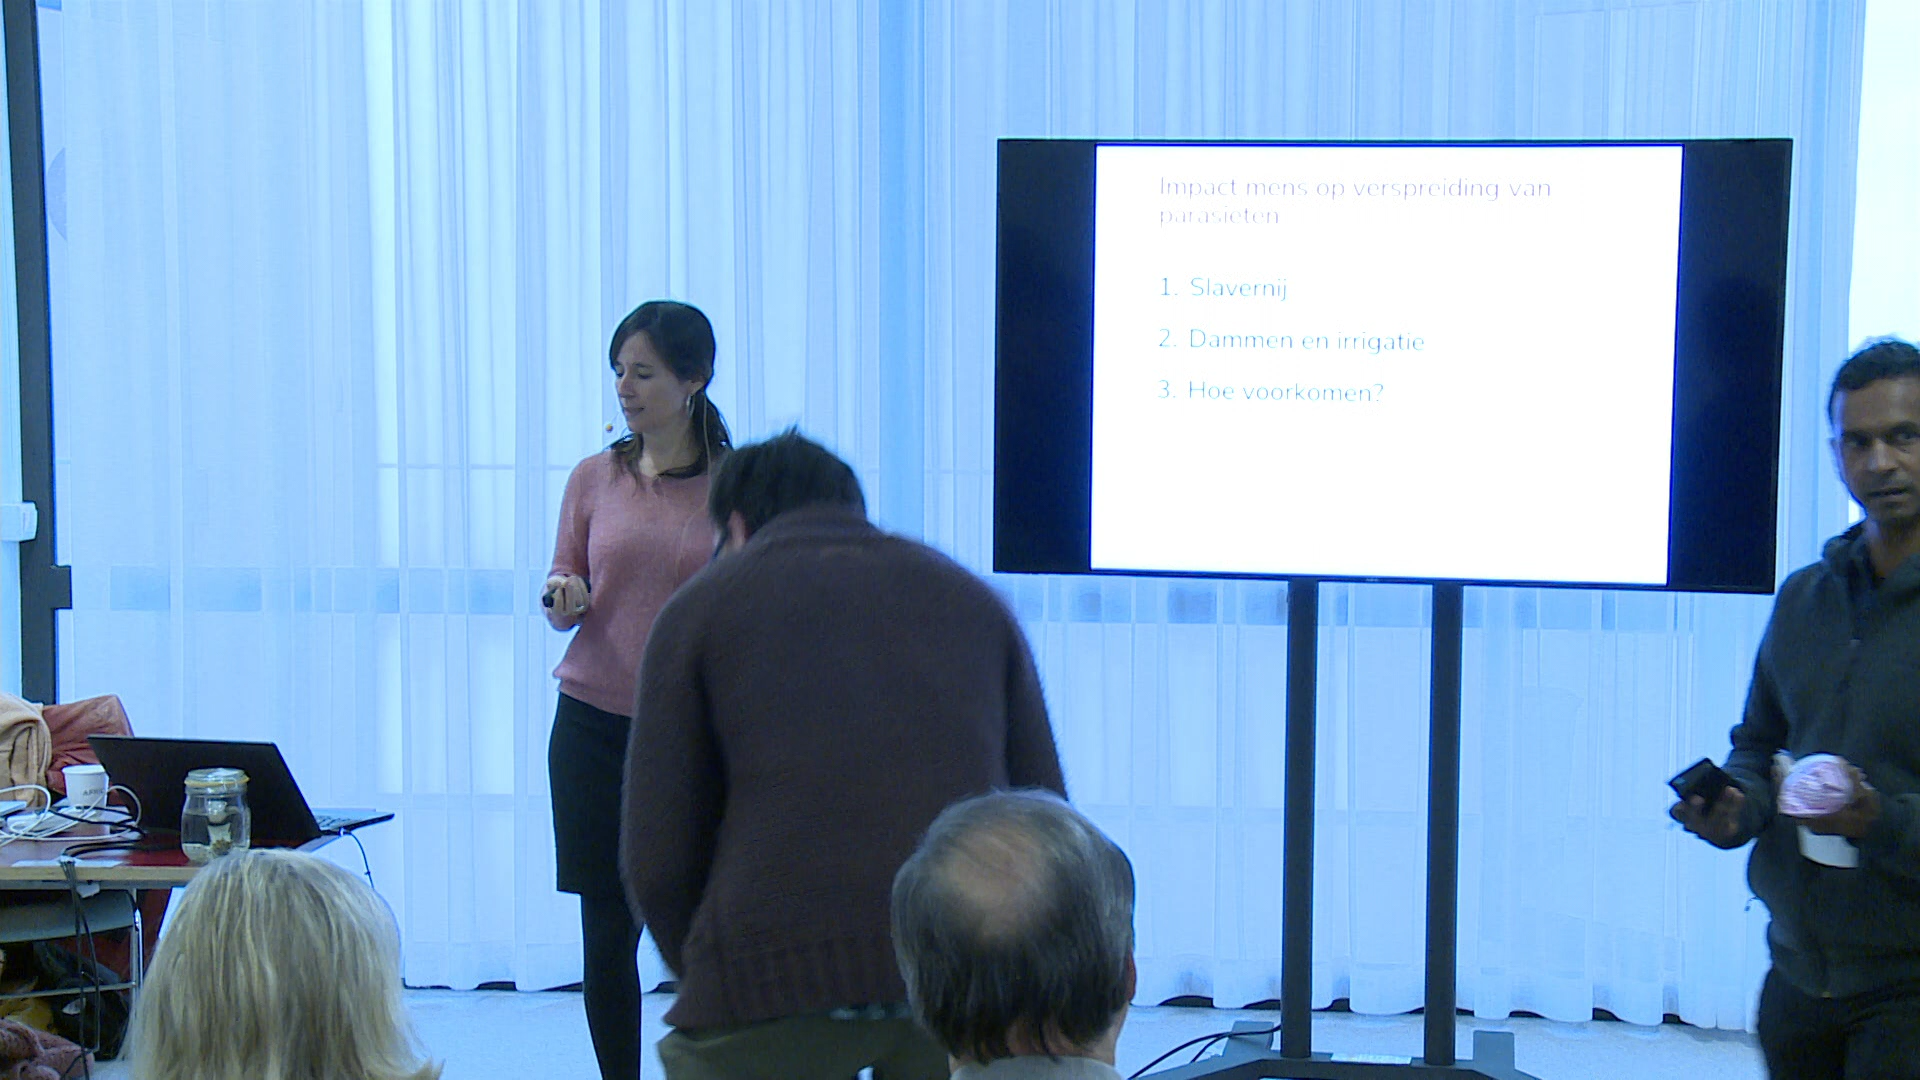 Impact mens op verspreiding van
parasieten
1. Slavernij
2. Dammen en irrigatie
3. Hoe voorkomen?